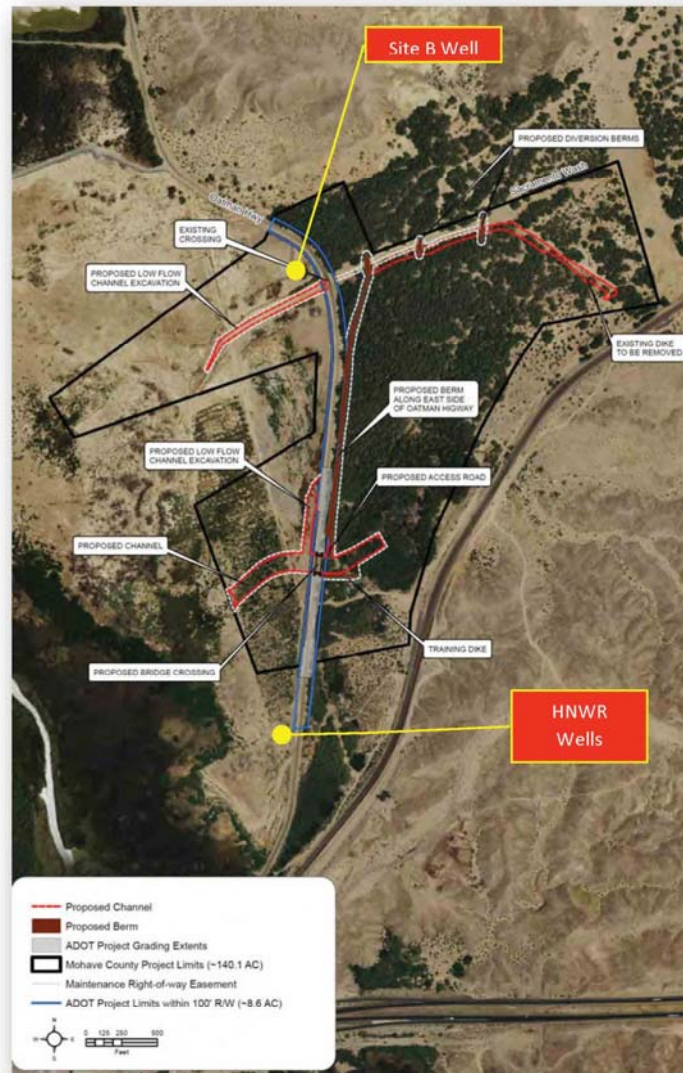 Site B Well
PROPOSED DIVERSION BERMS
Sacramento Wash
Oatman Hwy
EXISTING
CROSSING
PROPOSED LOW FLOW
CHANNEL EXCAVATION
EXISTING DIKE
TO BE REMOVED
PROPOSED BERM
ALONG EAST SIDE
OF OATMAN HIGWAY
PROPOSED LOW FLOW
CHANNEL EXCAVATION
PROPOSED ACCESS ROAD
PROPOSED CHANNEL
TRAINING DIKE
PROPOSED BRIDGE CROSSING
HNWR
Wells
Proposed Channel
Proposed Berm
ADOT Project Grading Extents
Mohave County Project Limits (~140.1 AC)
Maintenance Right-of-way Easement
ADOT Project Limits within 100' R/W (~8.6 AC)
N
W E
S
0 125 250 500
Feet